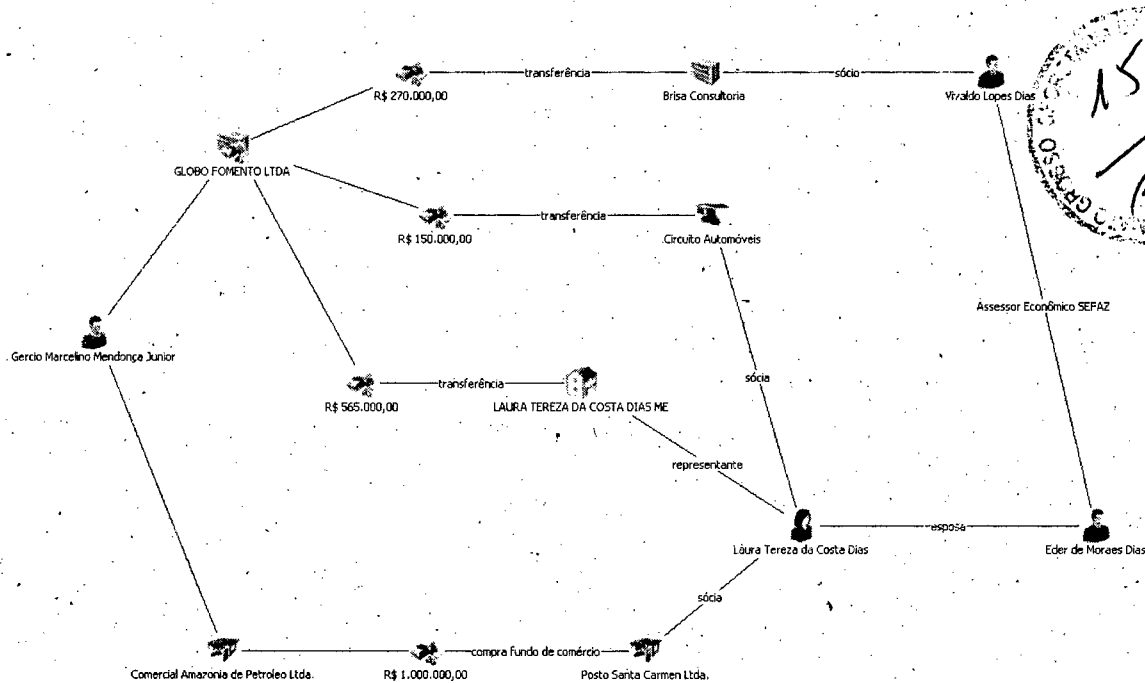 transferência
sócio
R$ 270.000,00
Brisa Consultoria
Vivaldo Lopes Dias
15
GROSSO
GLOBO FOMENTO LTDA
transferência
R$ 150.000,00
Circuito Automóveis
Assessor Econômico SEFAZ
Gercio Marcelino Mendonça Junior
sócia
transferência
R$ 565.000,00
LAURA TEREZA DA COSTA DIAS ME
representante
esposa
Laura Tereza da Costa Dias
Eder de Moraes Dias
sócia
compra fundo de comércio
Comercial Amazonia de Petroleo Ltda.
R$ 1.000.000,00
Posto Santa Carmen Ltda.